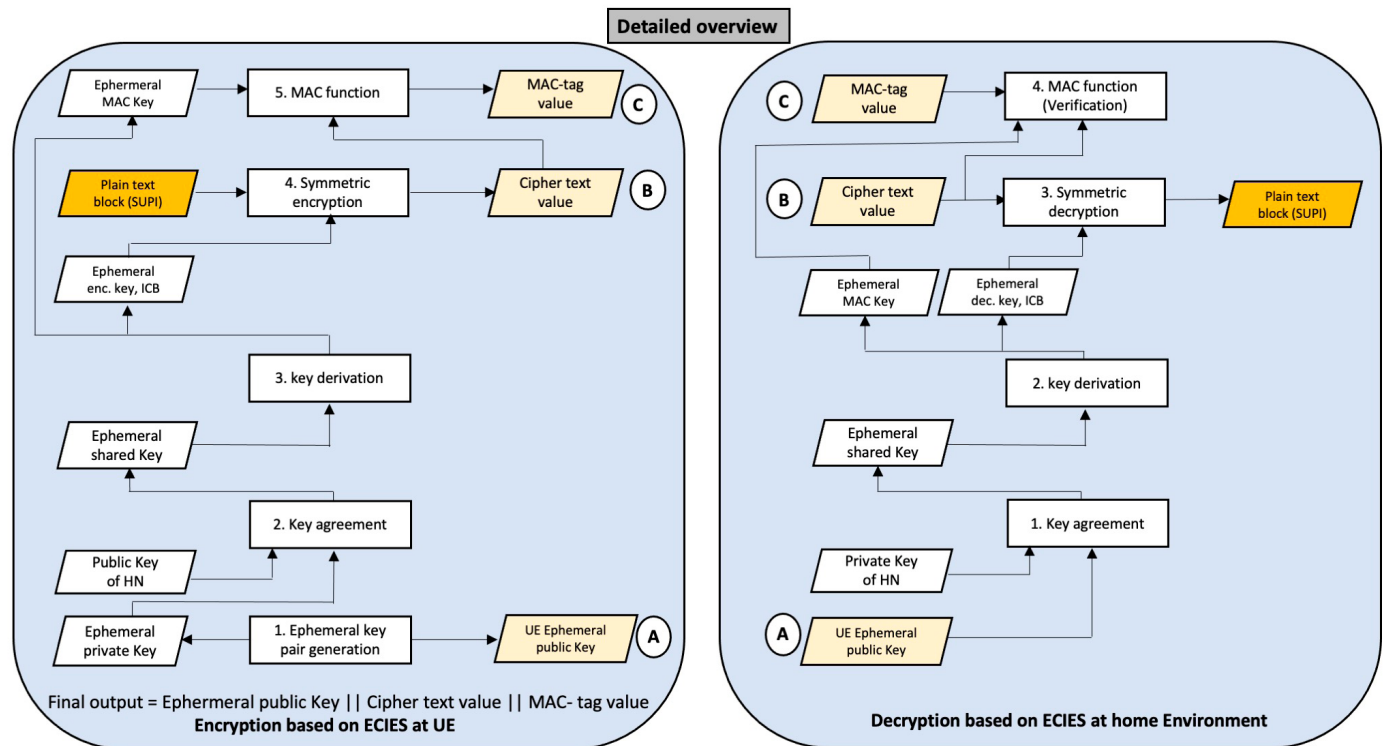 Detailed overview
Ephemeral
MAC Key
5. MAC function
MAC-tag
value
C
Plain text
block (SUPI)
4. Symmetric
encryption
Cipher text
value
B
Ephemeral
enc. key, ICB
3. key derivation
Ephemeral
shared Key
2. Key agreement
Public Key
of HN
Ephemeral
private Key
1. Ephemeral key
pair generation
UE Ephemeral
public Key
A
Final output = Ephermeral public Key || Cipher text value || MAC- tag value
Encryption based on ECIES at UE
C
MAC-tag
value
4. MAC function
(Verification)
B
Cipher text
value
3. Symmetric
decryption
Plain text
block (SUPI)
Ephemeral
MAC Key
Ephemeral
dec. key, ICB
2. key derivation
Ephemeral
shared Key
1. Key agreement
Private Key
of HN
A
UE Ephemeral
public Key
Decryption based on ECIES at home Environment